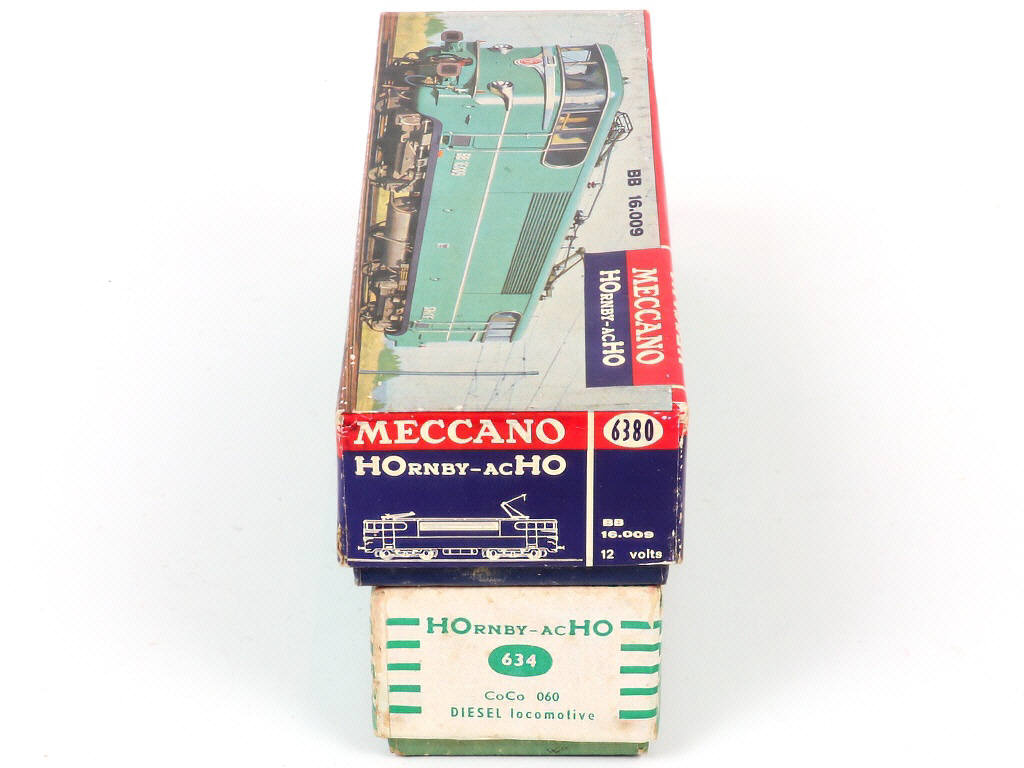 BB 16.009
MECCANO
HORNBY-ACHO
MECCANO
HORNBY-ACHO
6380
BB
16.009
12 volts
HORNBY-ACHO
634
CoCo 060
DIESEL locomotive